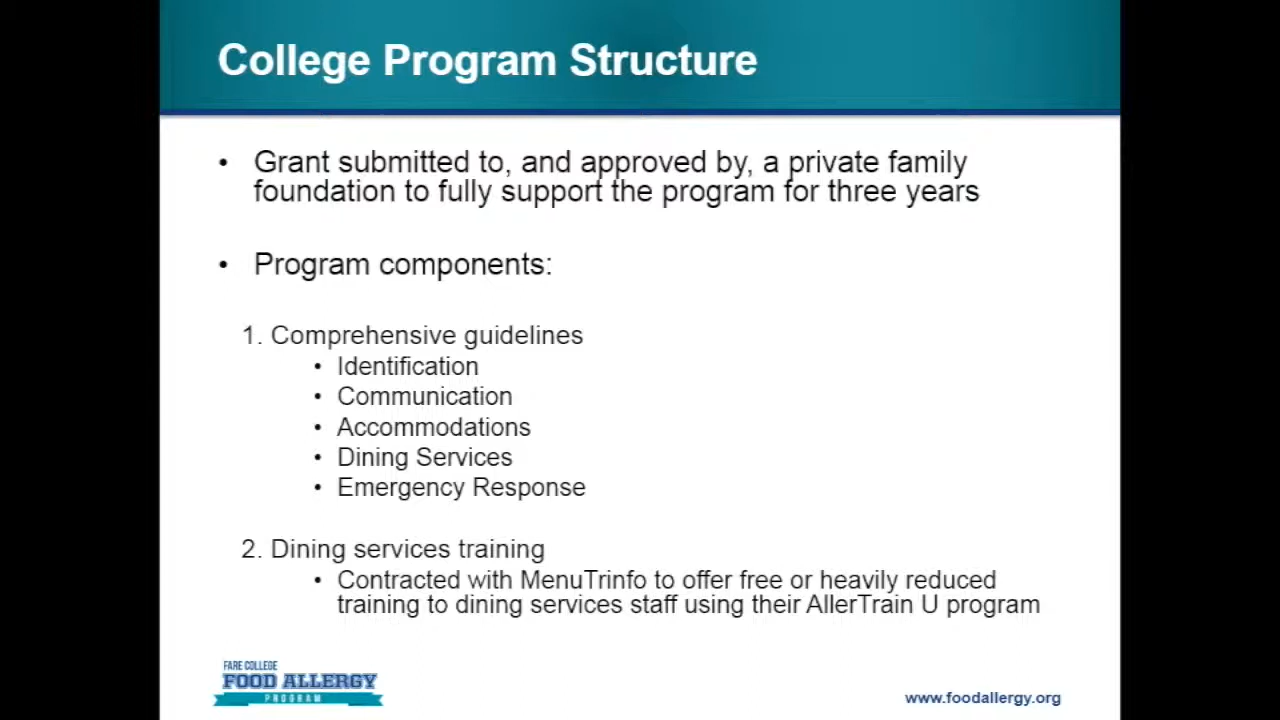 College Program Structure
• Grant submitted to, and approved by, a private family
foundation to fully support the program for three years
• Program components:
1. Comprehensive guidelines
• Identification
• Communication
• Accommodations
• Dining Services
• Emergency Response
2. Dining services training
• Contracted with MenuTrinfo to offer free or heavily reduced
training to dining services staff using their AllerTrain U program
FARE COLLEGE
FOOD ALLERGY
PROGRAM
www.foodallergy.org